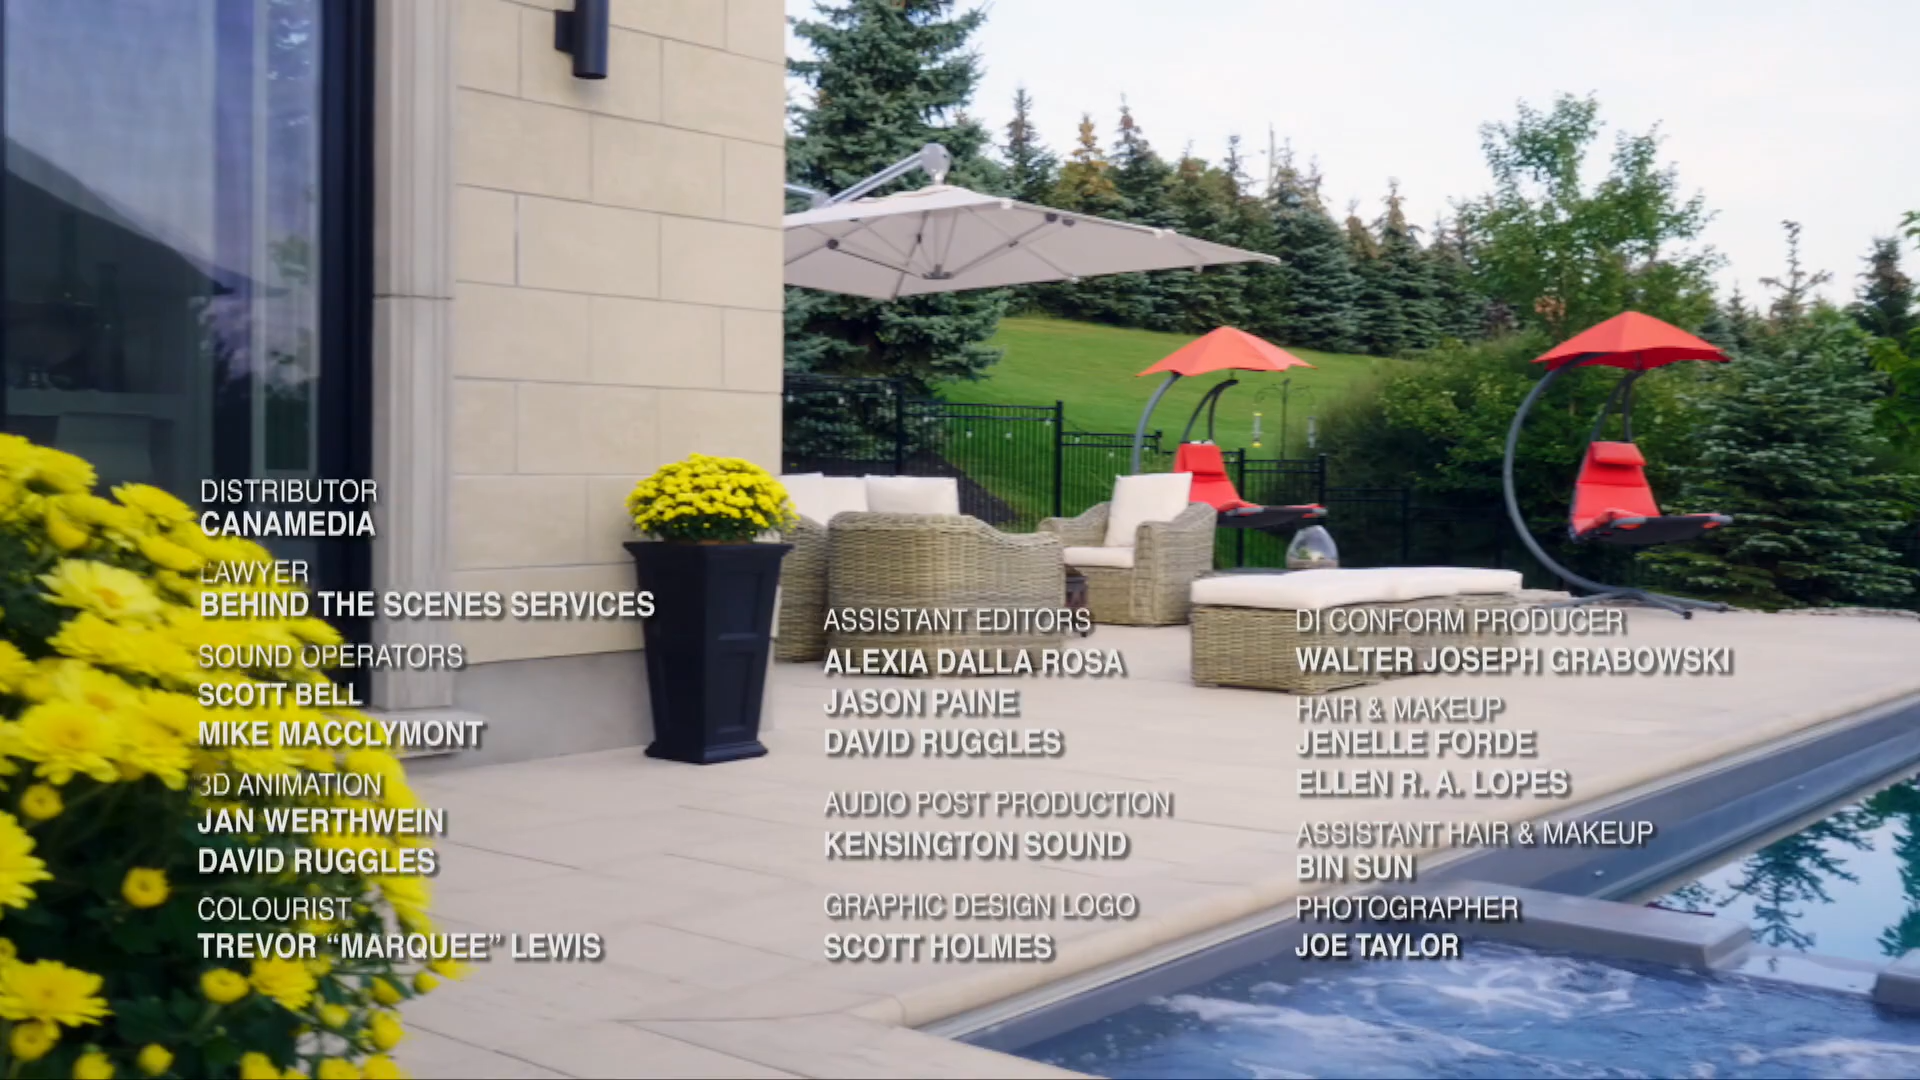 DISTRIBUTOR
CANAMEDIA
LAWYER
BEHIND THE SCENES SERVICES
SOUND OPERATORS
SCOTT BELL
MIKE MACCLYMONT
3D ANIMATION
JAN WERTHWEIN
DAVID RUGGLES
COLOURIST
TREVOR “MARQUEE” LEWIS
ASSISTANT EDITORS
ALEXIA DALLA ROSA
JASON PAINE
DAVID RUGGLES
AUDIO POST PRODUCTION
KENSINGTON SOUND
GRAPHIC DESIGN LOGO
SCOTT HOLMES
DI CONFORM PRODUCER
WALTER JOSEPH GRABOWSKI
HAIR & MAKEUP
JENELLE FORDE
ELLEN R. A. LOPES
ASSISTANT HAIR & MAKEUP
BIN SUN
PHOTOGRAPHER
JOE TAYLOR